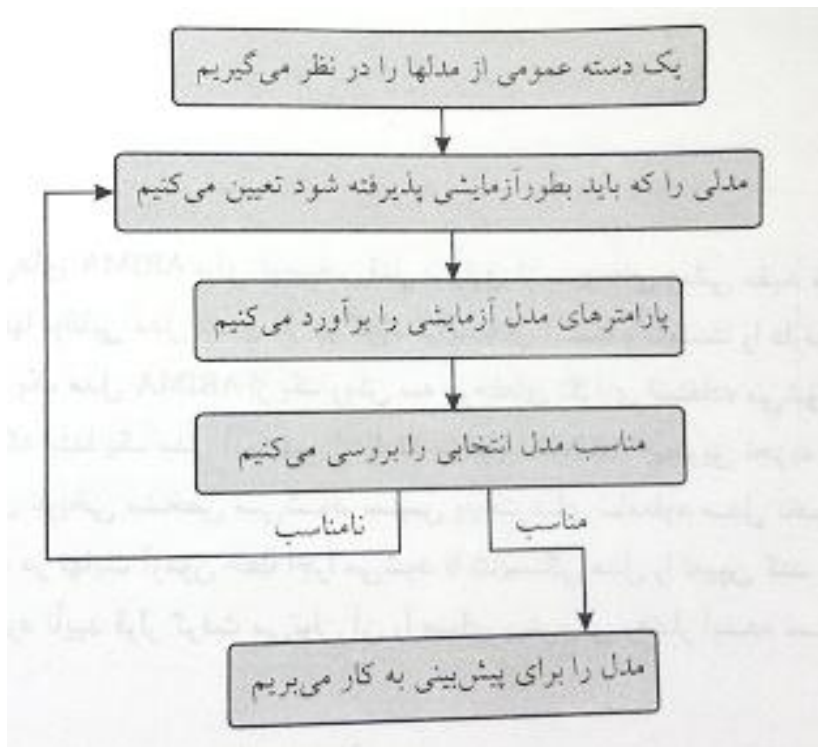 یک دسته عمومی از مدلها را در نظر می‌گیریم
مدلی را که باید بطورآزمایشی پذیرفته شود تعیین می‌کنیم
پارامترهای مدل آزمایشی را برآورد می‌کنیم
مناسب مدل انتخابی را بروسی می‌کنیم
مناسب
نامناسب
مدل را برای پیش‌بینی به کار می‌بریم